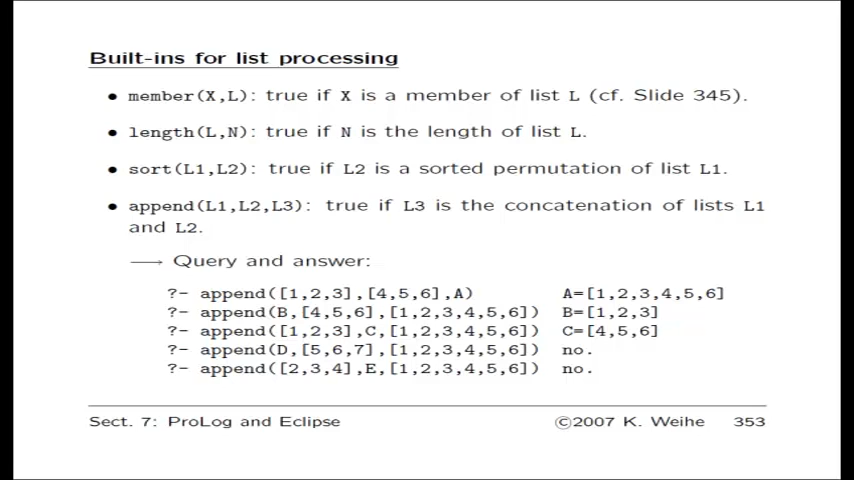 Built-ins for list processing
• member(X,L): true if X is a member of list L (cf. Slide 345).
• length(L,N): true if N is the length of list L.
• sort(L1,L2): true if L2 is a sorted permutation of list L1.
• append(L1,L2,L3): true if L3 is the concatenation of lists L1
and L2.
⟶ Query and answer:
?- append([1,2,3],[4,5,6],A) A=[1,2,3,4,5,6]
?- append(B,[4,5,6],[1,2,3,4,5,6]) B=[1,2,3]
?- append([1,2,3],C,[1,2,3,4,5,6]) C=[4,5,6]
?- append(D,[5,6,7],[1,2,3,4,5,6]) no.
?- append([2,3,4],E,[1,2,3,4,5,6]) no.
Sect. 7: ProLog and Eclipse ©2007 K. Weihe 353